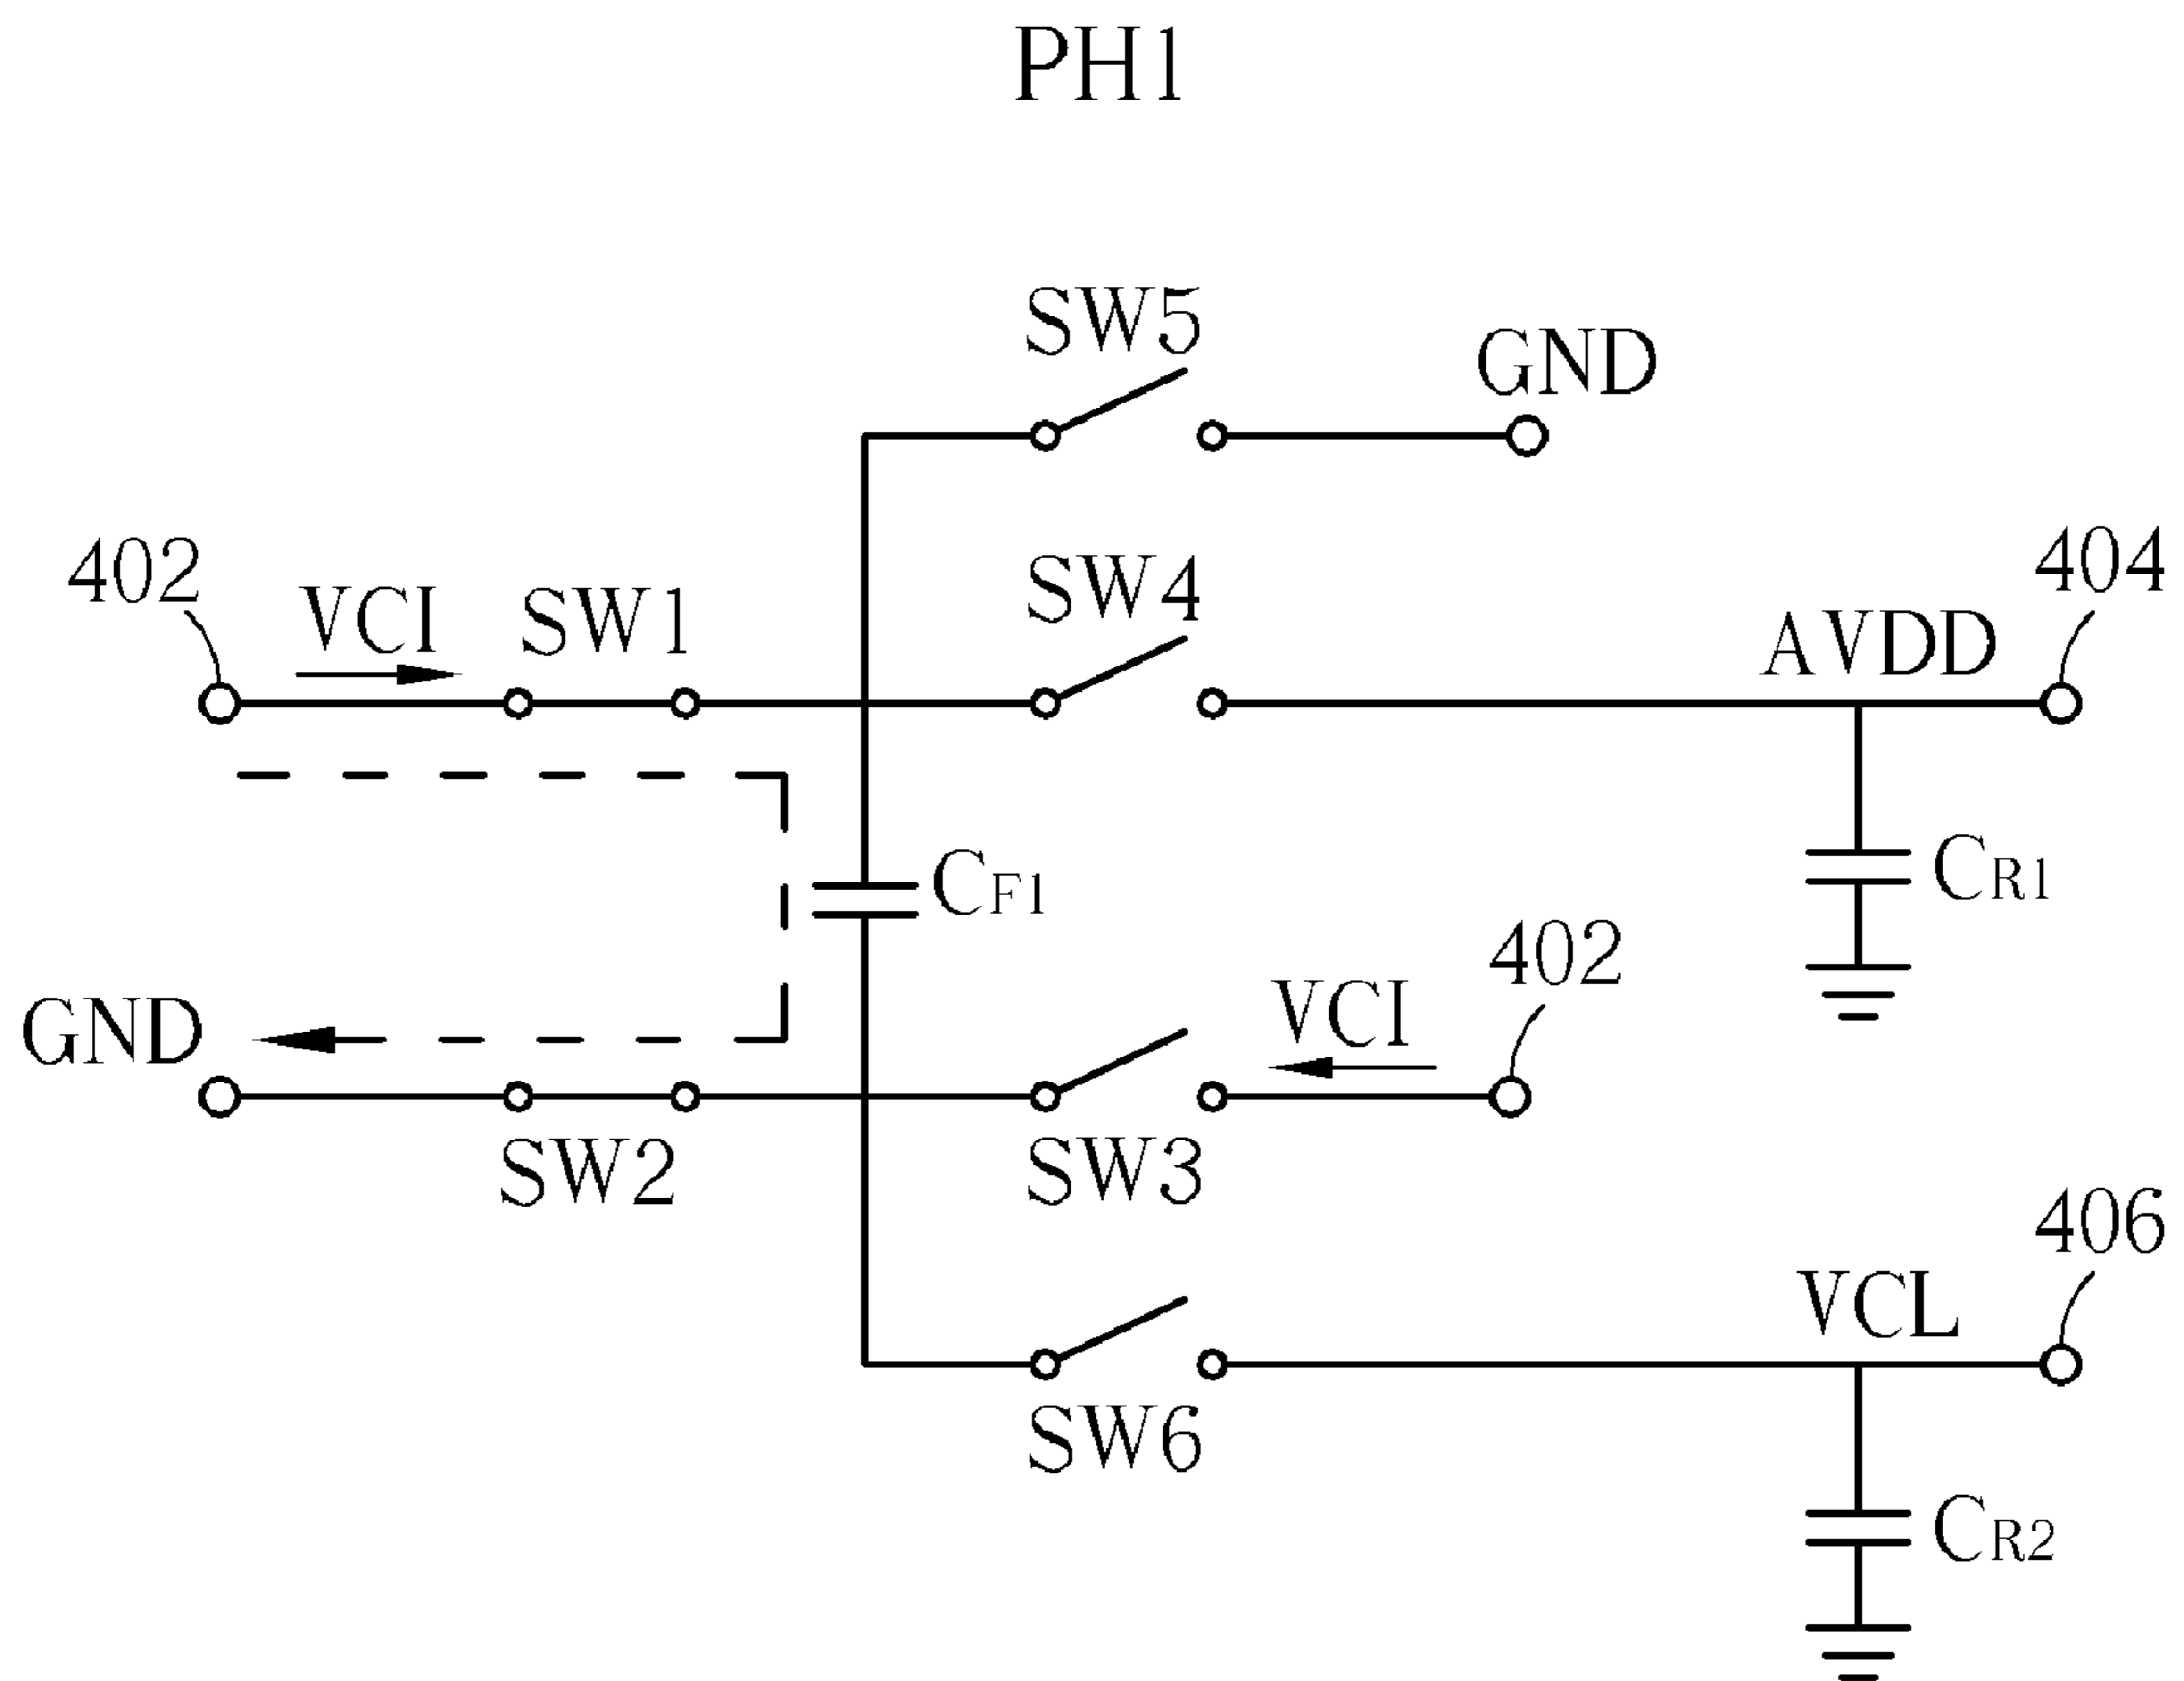 PH1
SW5
GND
402
VCI
SW1
SW4
AVDD
404
CF1
CR1
GND
VCI
402
SW2
SW3
406
VCL
SW6
CR2